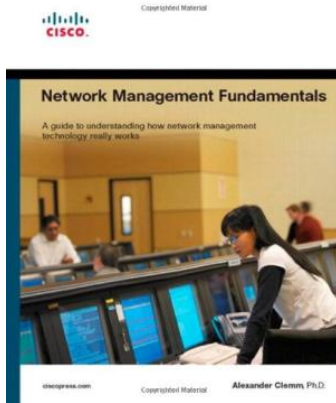 Copyrighted Material
CISCO.
Network Management Fundamentals
A guide to understanding how network management
technology really works
ciscopress.com
Copyrighted Material
Alexander Clemm, Ph.D.